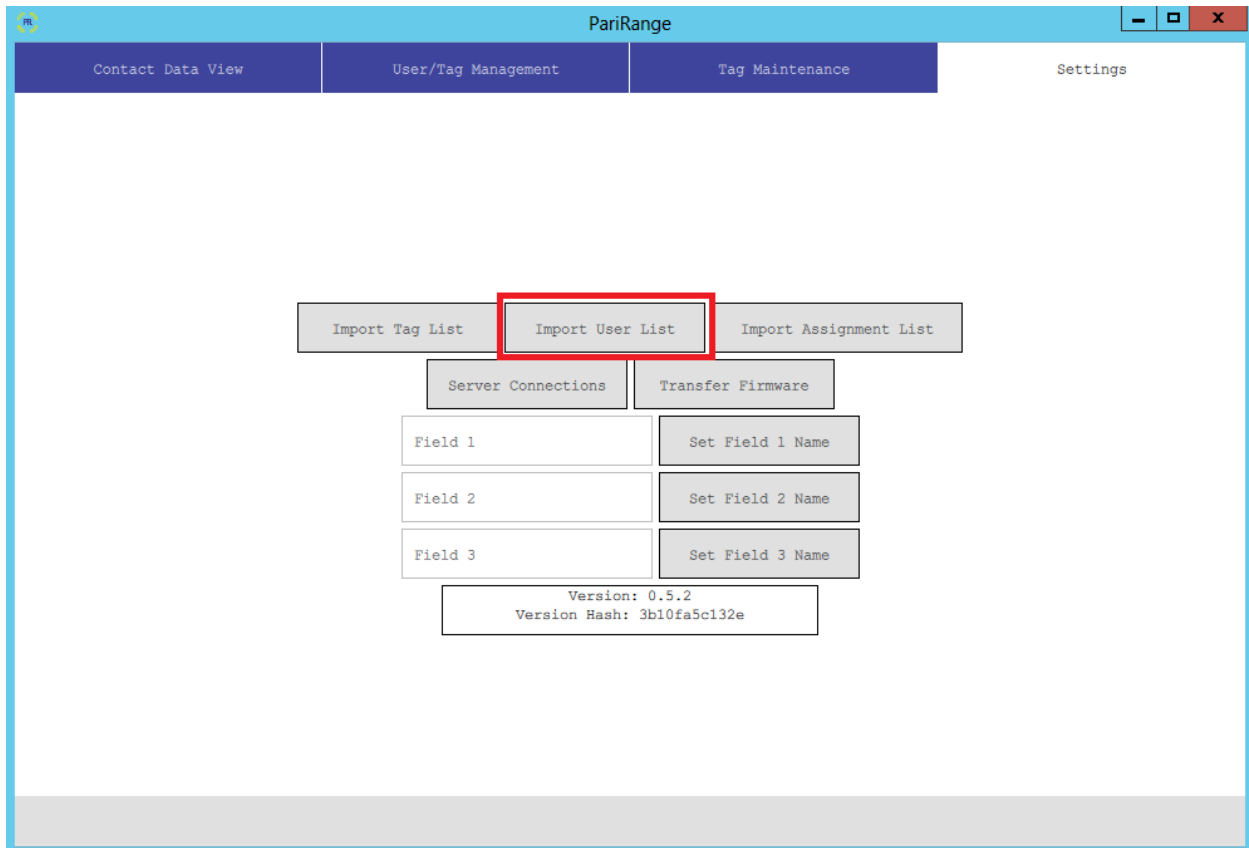 PRL
PariRange
Contact Data View
User/Tag Management
Tag Maintenance
Settings
Import Tag List
Import User List
Import Assignment List
Server Connections
Transfer Firmware
Field 1
Set Field 1 Name
Field 2
Set Field 2 Name
Field 3
Set Field 3 Name
Version: 0.5.2
Version Hash: 3b10fa5c132e